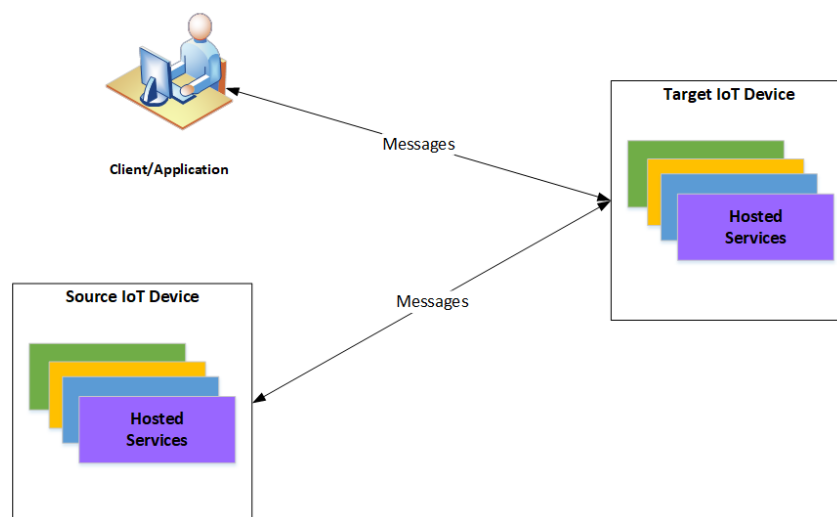 Client/Application
Messages
Target IoT Device
Hosted
Services
Messages
Source IoT Device
Hosted
Services